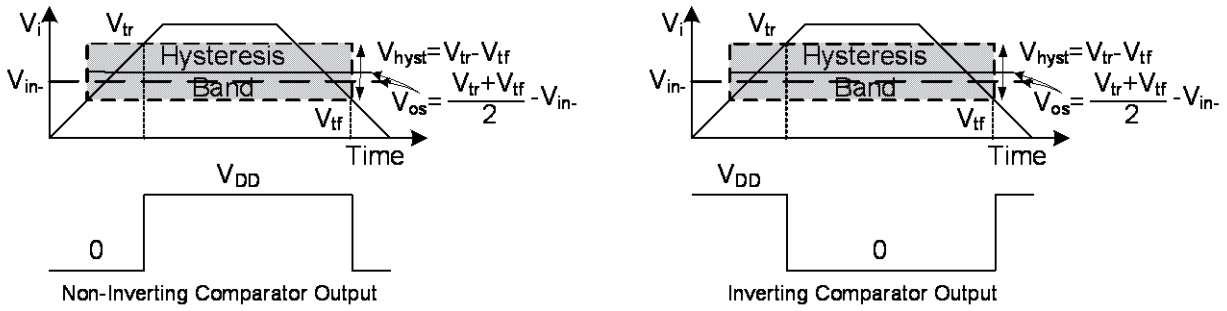 Vi
Vtr
Hysteresis
Band
Vin-
Vhyst=Vtr-Vtf
Vos= (Vtr+Vtf)/2 -Vin-
Vtf
Time
VDD
0
Non-Inverting Comparator Output
Vi
Vtr
Hysteresis
Band
Vin-
Vhyst=Vtr-Vtf
Vos= (Vtr+Vtf)/2 -Vin-
Vtf
Time
VDD
0
Inverting Comparator Output